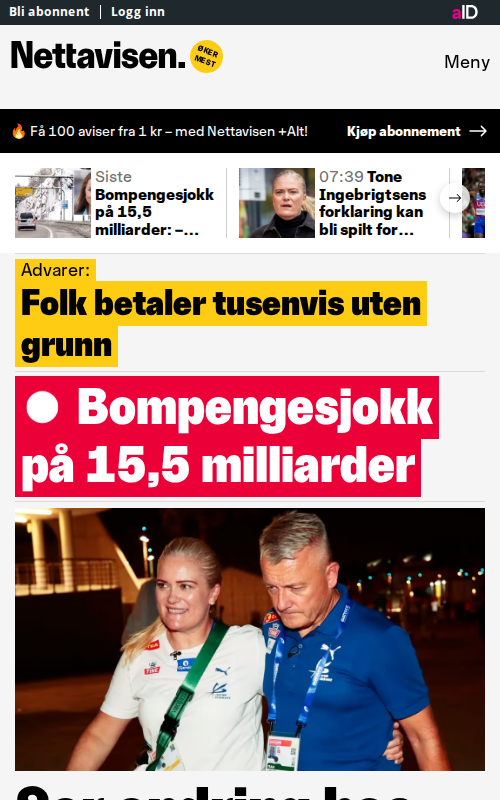 Bli abonnent
Logg inn
aID
Nettavisen.
ØKER
MEST
Meny
🔥 Få 100 aviser fra 1 kr – med Nettavisen +Alt!
Kjøp abonnement →
Siste
Bompengesjokk
på 15,5
milliarder: –...
07:39 Tone
Ingebrigtsens
forklaring kan
bli spilt for...
Advarer:
Folk betaler tusenvis uten
grunn
Bompengesjokk
på 15,5 milliarder